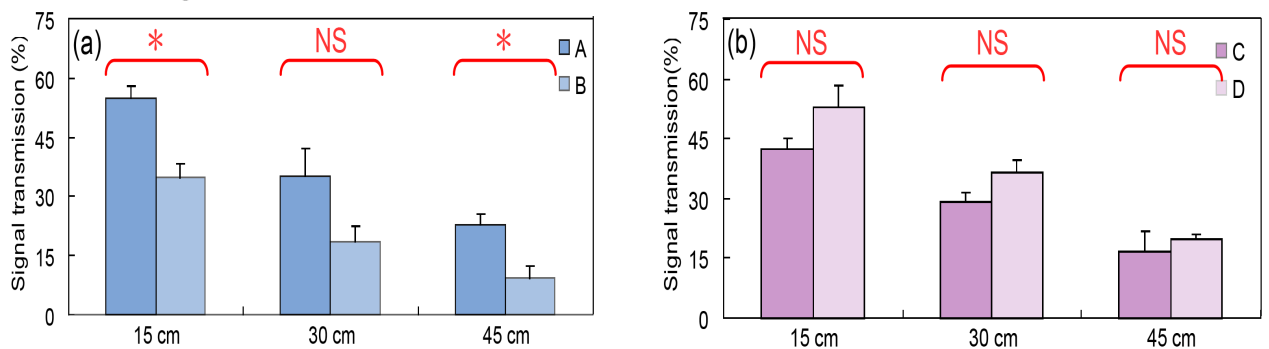 (a)
Signal transmission (%)
75
60
45
30
15
0
* NS *
A
B
15 cm 30 cm 45 cm
(b)
Signal transmission(%)
75
60
45
30
15
0
NS NS NS
C
D
15 cm 30 cm 45 cm